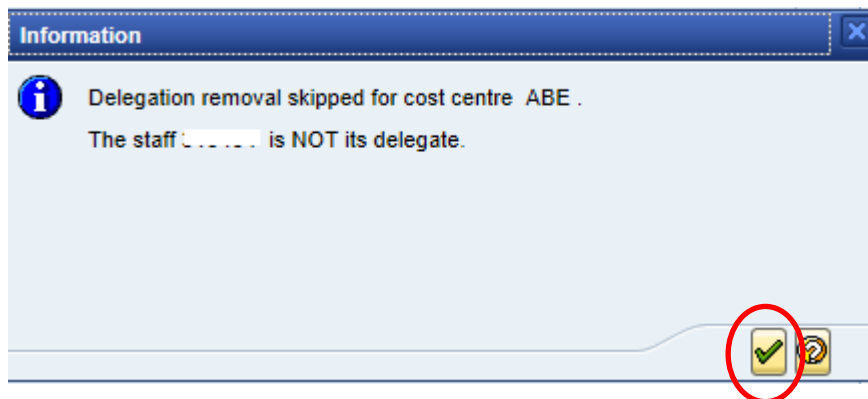 Information
Delegation removal skipped for cost centre ABE .
The staff is NOT its delegate.